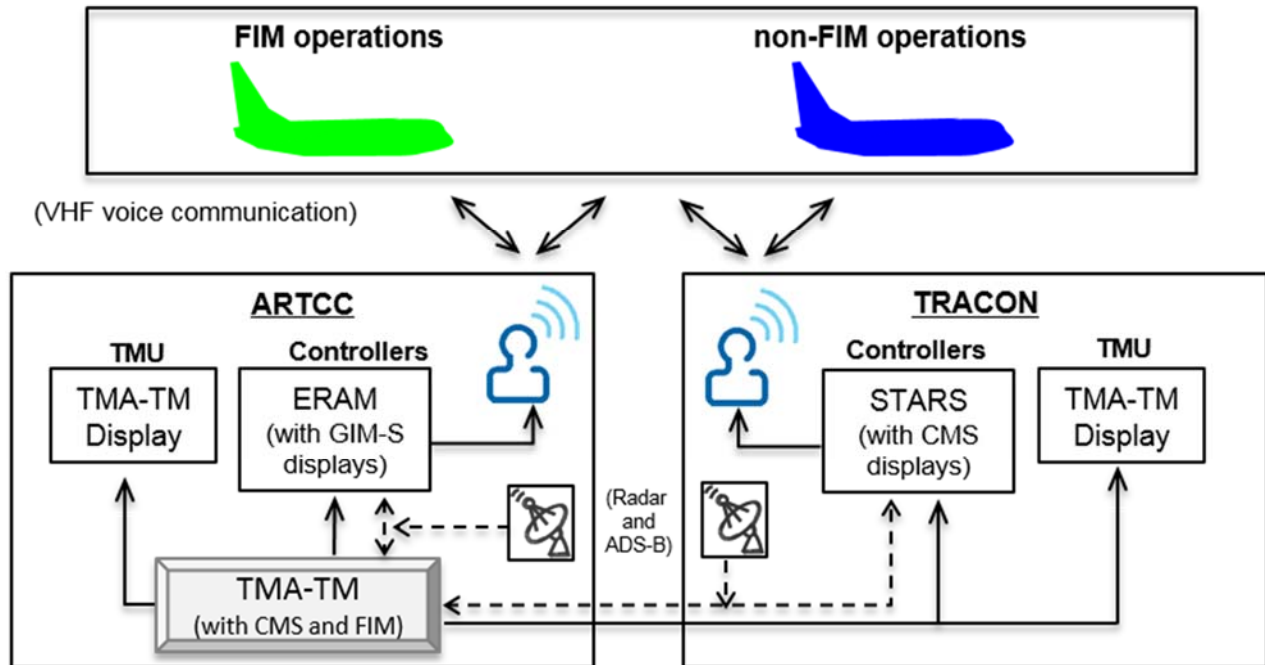 FIM operations
non-FIM operations
(VHF voice communication)
ARTCC
TMU
Controllers
TMA-TM
Display
ERAM
(with GIM-S
displays)
TMA-TM
(with CMS and FIM)
(Radar
and
ADS-B)
TRACON
Controllers
TMU
STARS
(with CMS
displays)
TMA-TM
Display